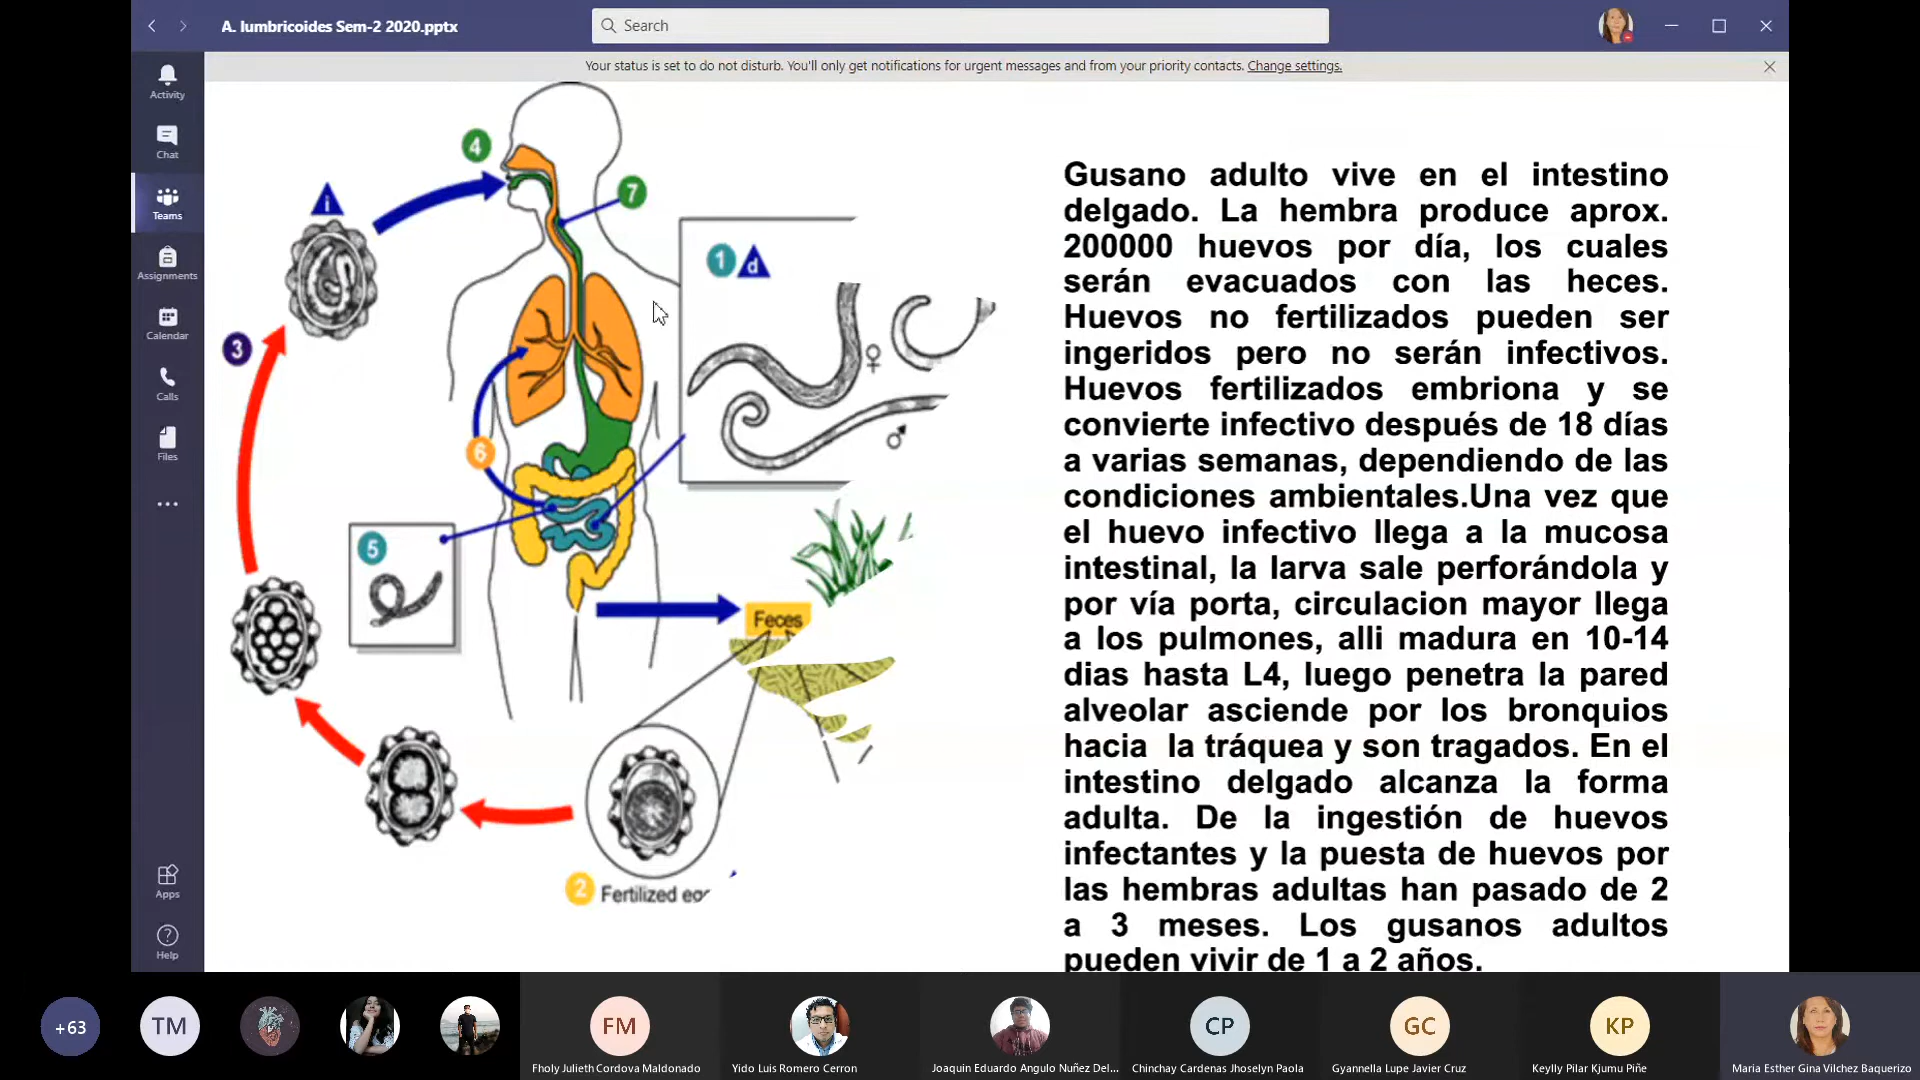 A. lumbricoides Sem-2 2020.pptx
Search
Your status is set to do not disturb. You'll only get notifications for urgent messages and from your priority contacts. Change settings.
Activity
Chat
Teams
Assignments
Calendar
Calls
Files
Apps
Help
4
7
i
1 d
♀
♂
3
6
5
Feces
2 Fertilized
Gusano adulto vive en el intestino
delgado. La hembra produce aprox.
200000 huevos por día, los cuales
serán evacuados con las heces.
Huevos no fertilizados pueden ser
ingeridos pero no serán infectivos.
Huevos fertilizados embriona y se
convierte infectivo después de 18 días
a varias semanas, dependiendo de las
condiciones ambientales.Una vez que
el huevo infectivo llega a la mucosa
intestinal, la larva sale perforándola y
por vía porta, circulacion mayor llega
a los pulmones, alli madura en 10-14
dias hasta L4, luego penetra la pared
alveolar asciende por los bronquios
hacia la tráquea y son tragados. En el
intestino delgado alcanza la forma
adulta. De la ingestión de huevos
infectantes y la puesta de huevos por
las hembras adultas han pasado de 2
a 3 meses. Los gusanos adultos
pueden vivir de 1 a 2 años.
+63
TM
FM
CP
GC
KP
Fholy Julieth Cordova Maldonado
Yido Luis Romero Cerron
Joaquin Eduardo Angulo Nuñez Del...
Chinchay Cardenas Jhoselyn Paola
Gyannella Lupe Javier Cruz
Keylly Pilar Kjumu Piñe
Maria Esther Gina Vilchez Baquerizo